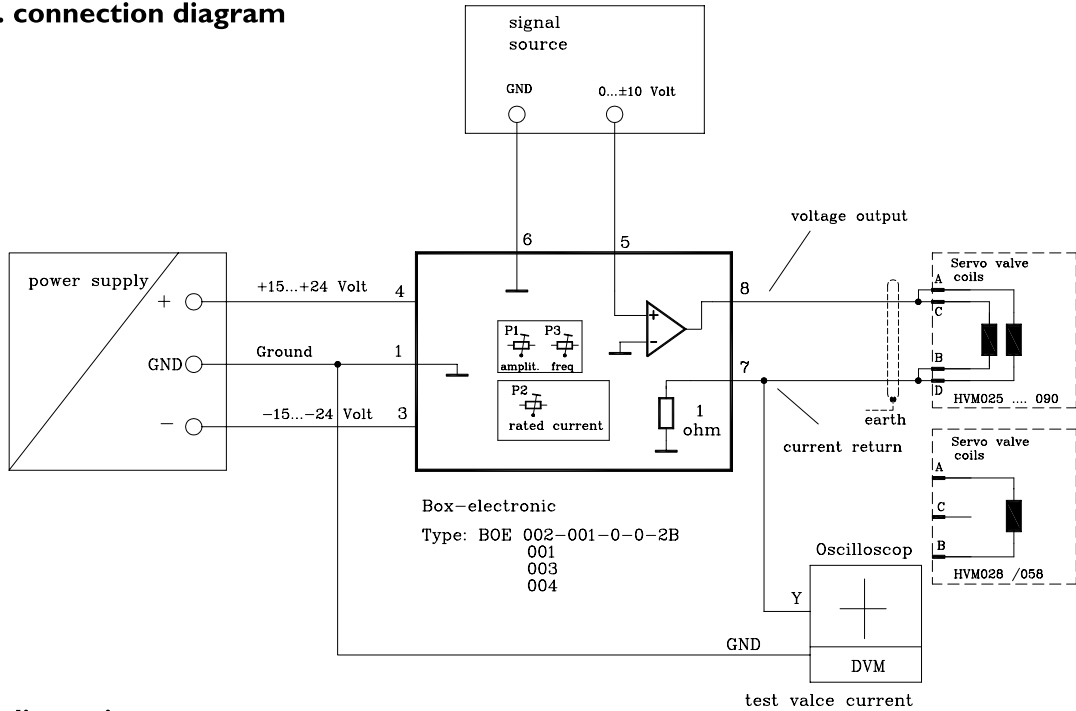 . connection diagram
signal
source
GND
0...±10 Volt
6
5
voltage output
power supply
+
+15...+24 Volt
4
GND
Ground
1
−
−15...−24 Volt
3
P1
P3
amplit.
freq
P2
rated current
+
−
8
7
1
ohm
current return
earth
Servo valve
coils
A
C
B
D
HVM025 .... 090
Servo valve
coils
A
C
B
HVM028 /058
Box−electronic
Type: BOE 002−001−0−0−2B
001
003
004
Oscilloscop
Y
GND
DVM
test valce current